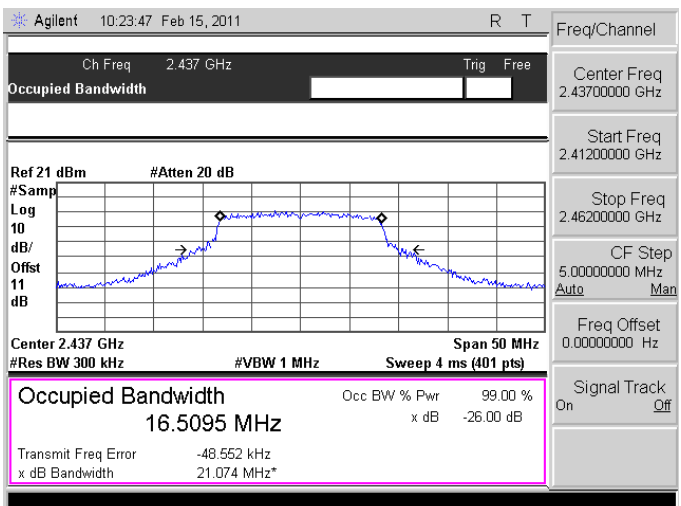 Agilent 10:23:47 Feb 15, 2011 R T
Freq/Channel
Ch Freq 2.437 GHz Trig Free
Occupied Bandwidth
Center Freq
2.43700000 GHz
Start Freq
2.41200000 GHz
Stop Freq
2.46200000 GHz
CF Step
5.00000000 MHz
Auto Man
Freq Offset
0.00000000 Hz
Signal Track
On Off
Ref 21 dBm #Atten 20 dB
#Samp
Log
10
dB/
Offst
11
dB
Center 2.437 GHz Span 50 MHz
#Res BW 300 kHz #VBW 1 MHz Sweep 4 ms (401 pts)
Occupied Bandwidth Occ BW % Pwr 99.00 %
16.5095 MHz x dB -26.00 dB
Transmit Freq Error -48.552 kHz
x dB Bandwidth 21.074 MHz*